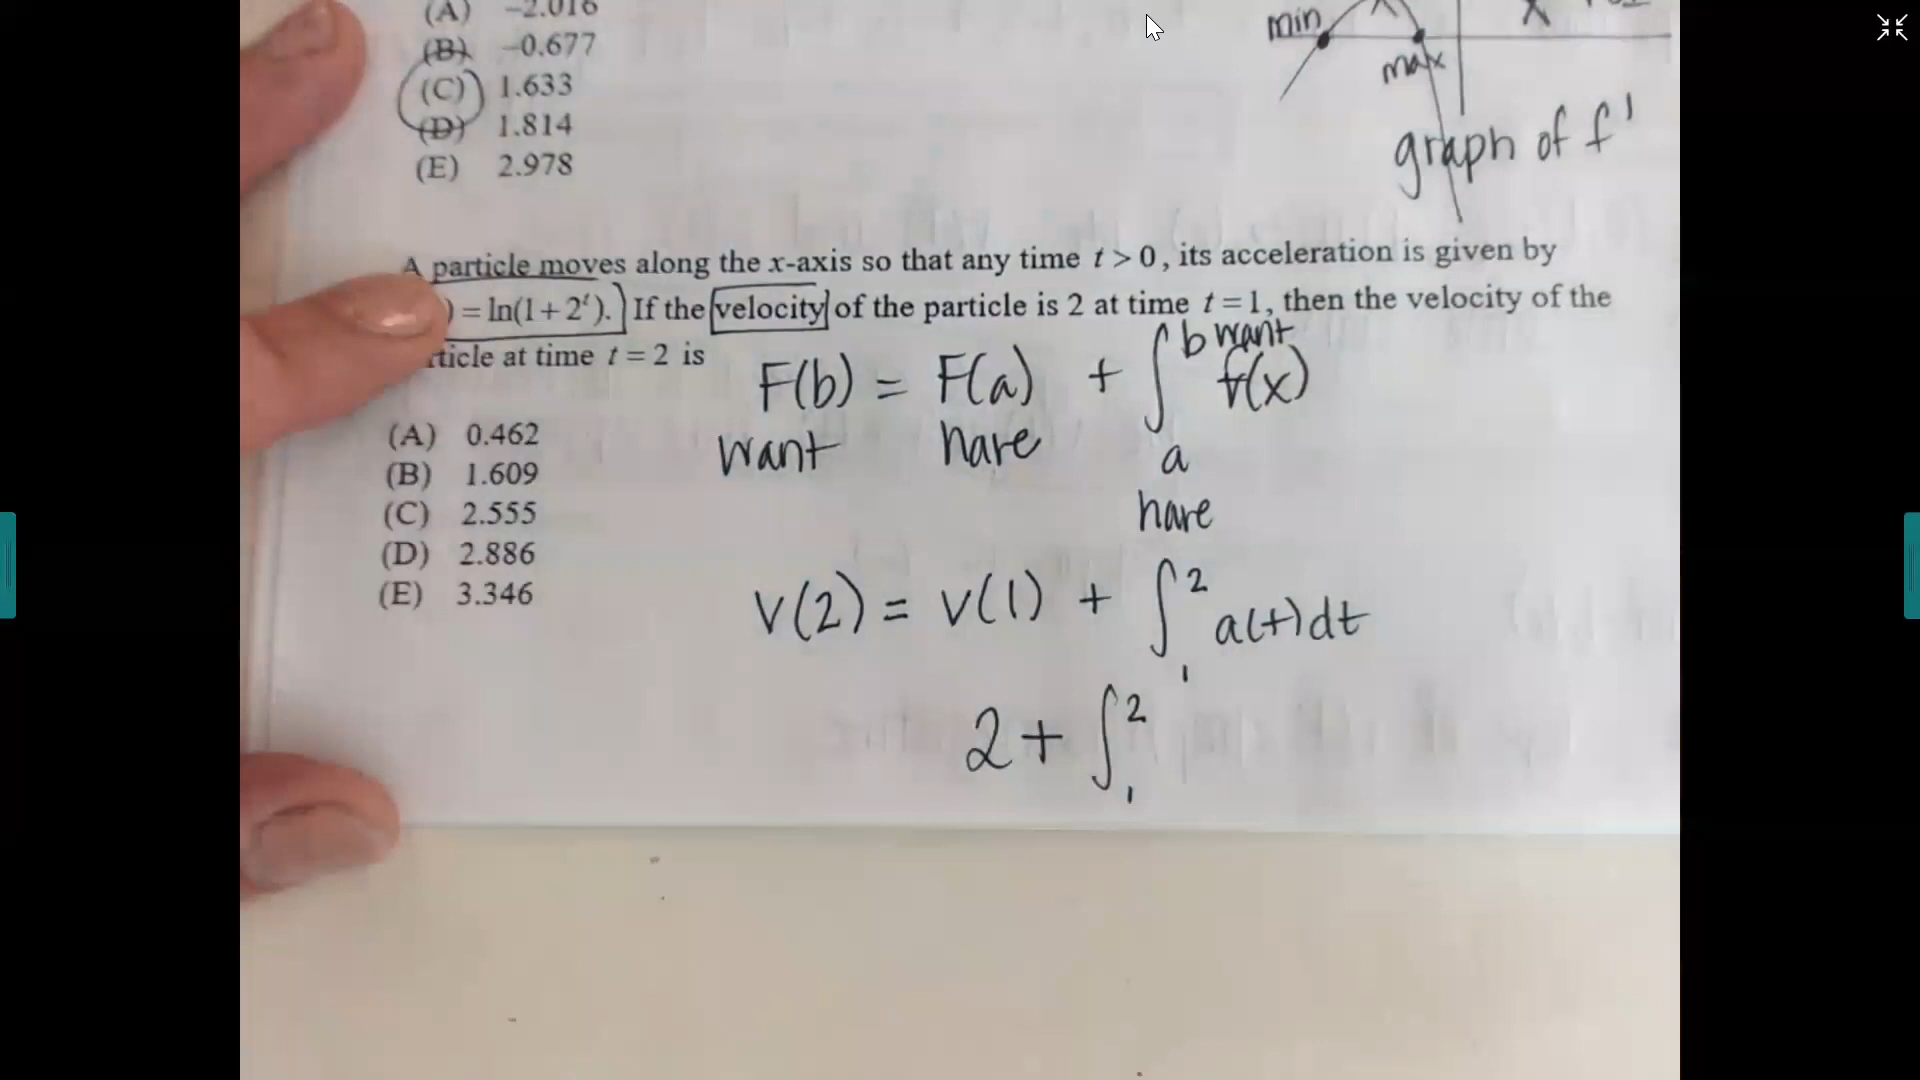 (A) -2.016
(B) -0.677
(C) 1.633
(D) 1.814
(E) 2.978
min
max
graph of f'
A particle moves along the x-axis so that any time t > 0, its acceleration is given by
) = ln(1 + 2^t). If the velocity of the particle is 2 at time t = 1, then the velocity of the
rticle at time t = 2 is
(A) 0.462
(B) 1.609
(C) 2.555
(D) 2.886
(E) 3.346
F(b) = F(a) + ∫ b want f(x)
want have a
have
v(2) = v(1) + ∫₁² a(t)dt
2 + ∫₁²